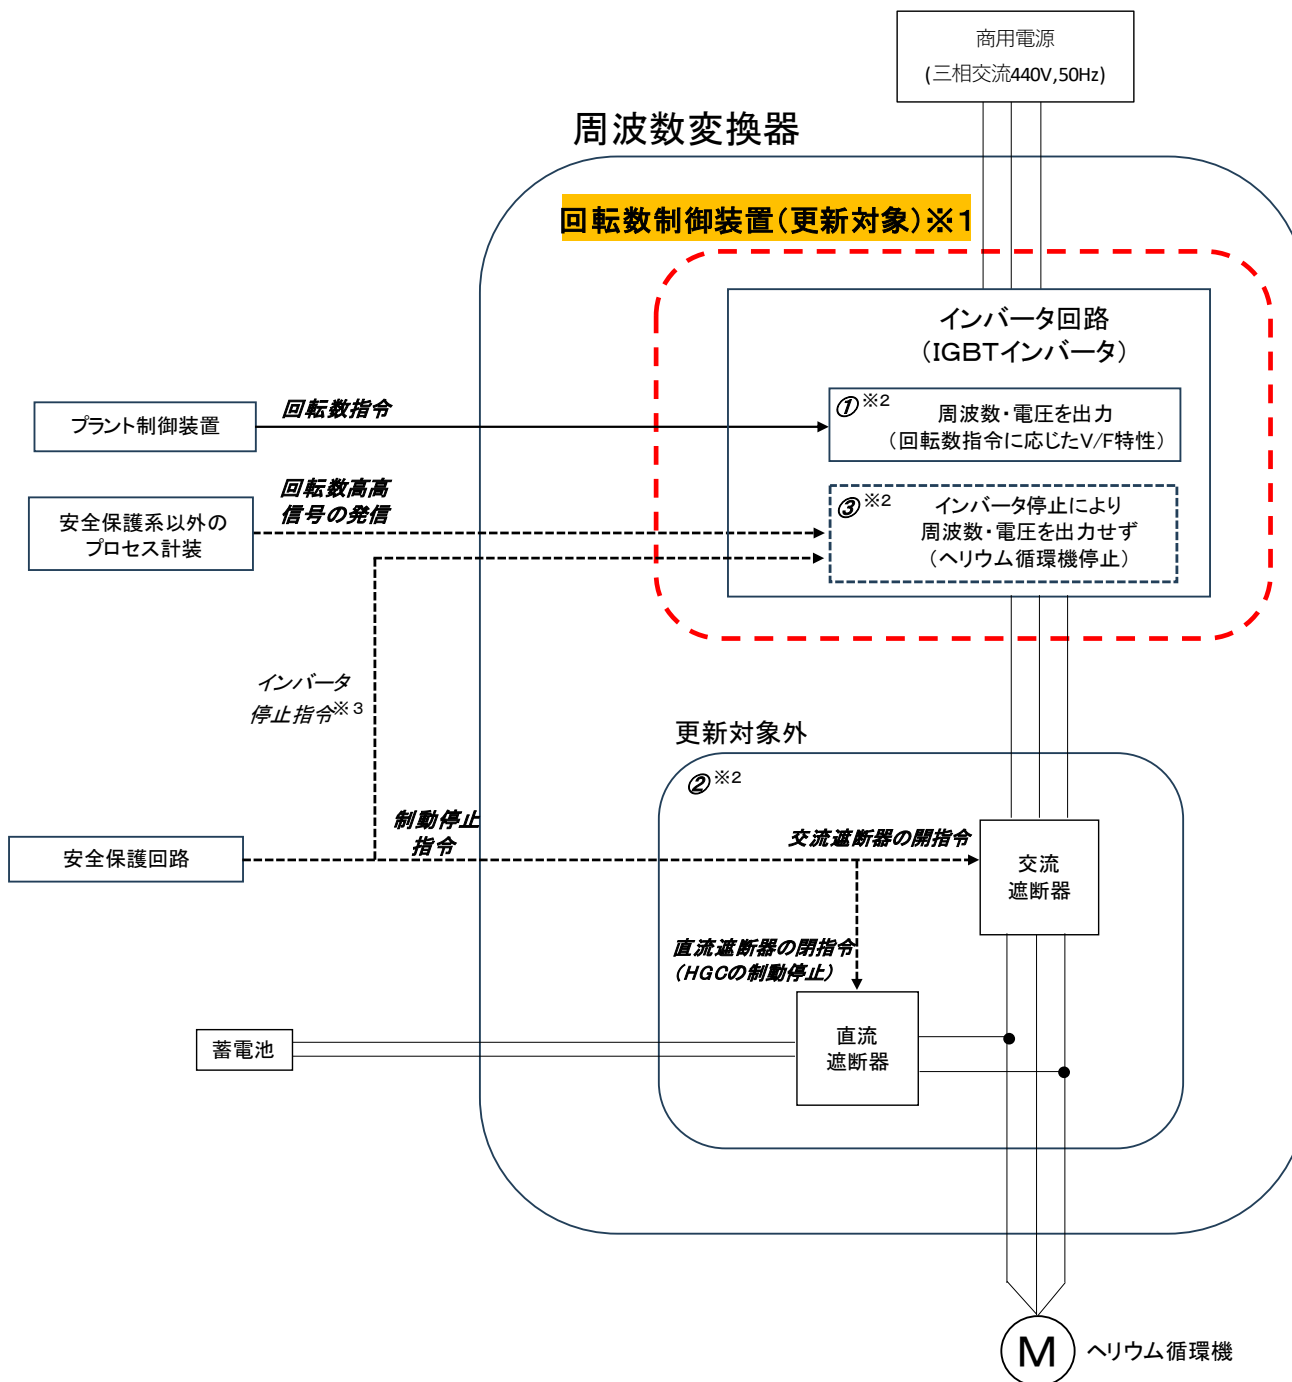 商用電源
(三相交流440V,50Hz)
周波数変換器
回転数制御装置(更新対象)※1
インバータ回路
(IGBTインバータ)
①※2
周波数・電圧を出力
(回転数指令に応じたV/F特性)
プラント制御装置
回転数指令
安全保護系以外の
プロセス計装
回転数高高
信号の発信
③※2
インバータ停止により
周波数・電圧を出力せず
(ヘリウム循環機停止)
インバータ
停止指令※3
更新対象外
②※2
安全保護回路
制動停止
指令
交流遮断器の開指令
交流
遮断器
直流遮断器の閉指令
(HGCの制動停止)
直流
遮断器
蓄電池
M
ヘリウム循環機